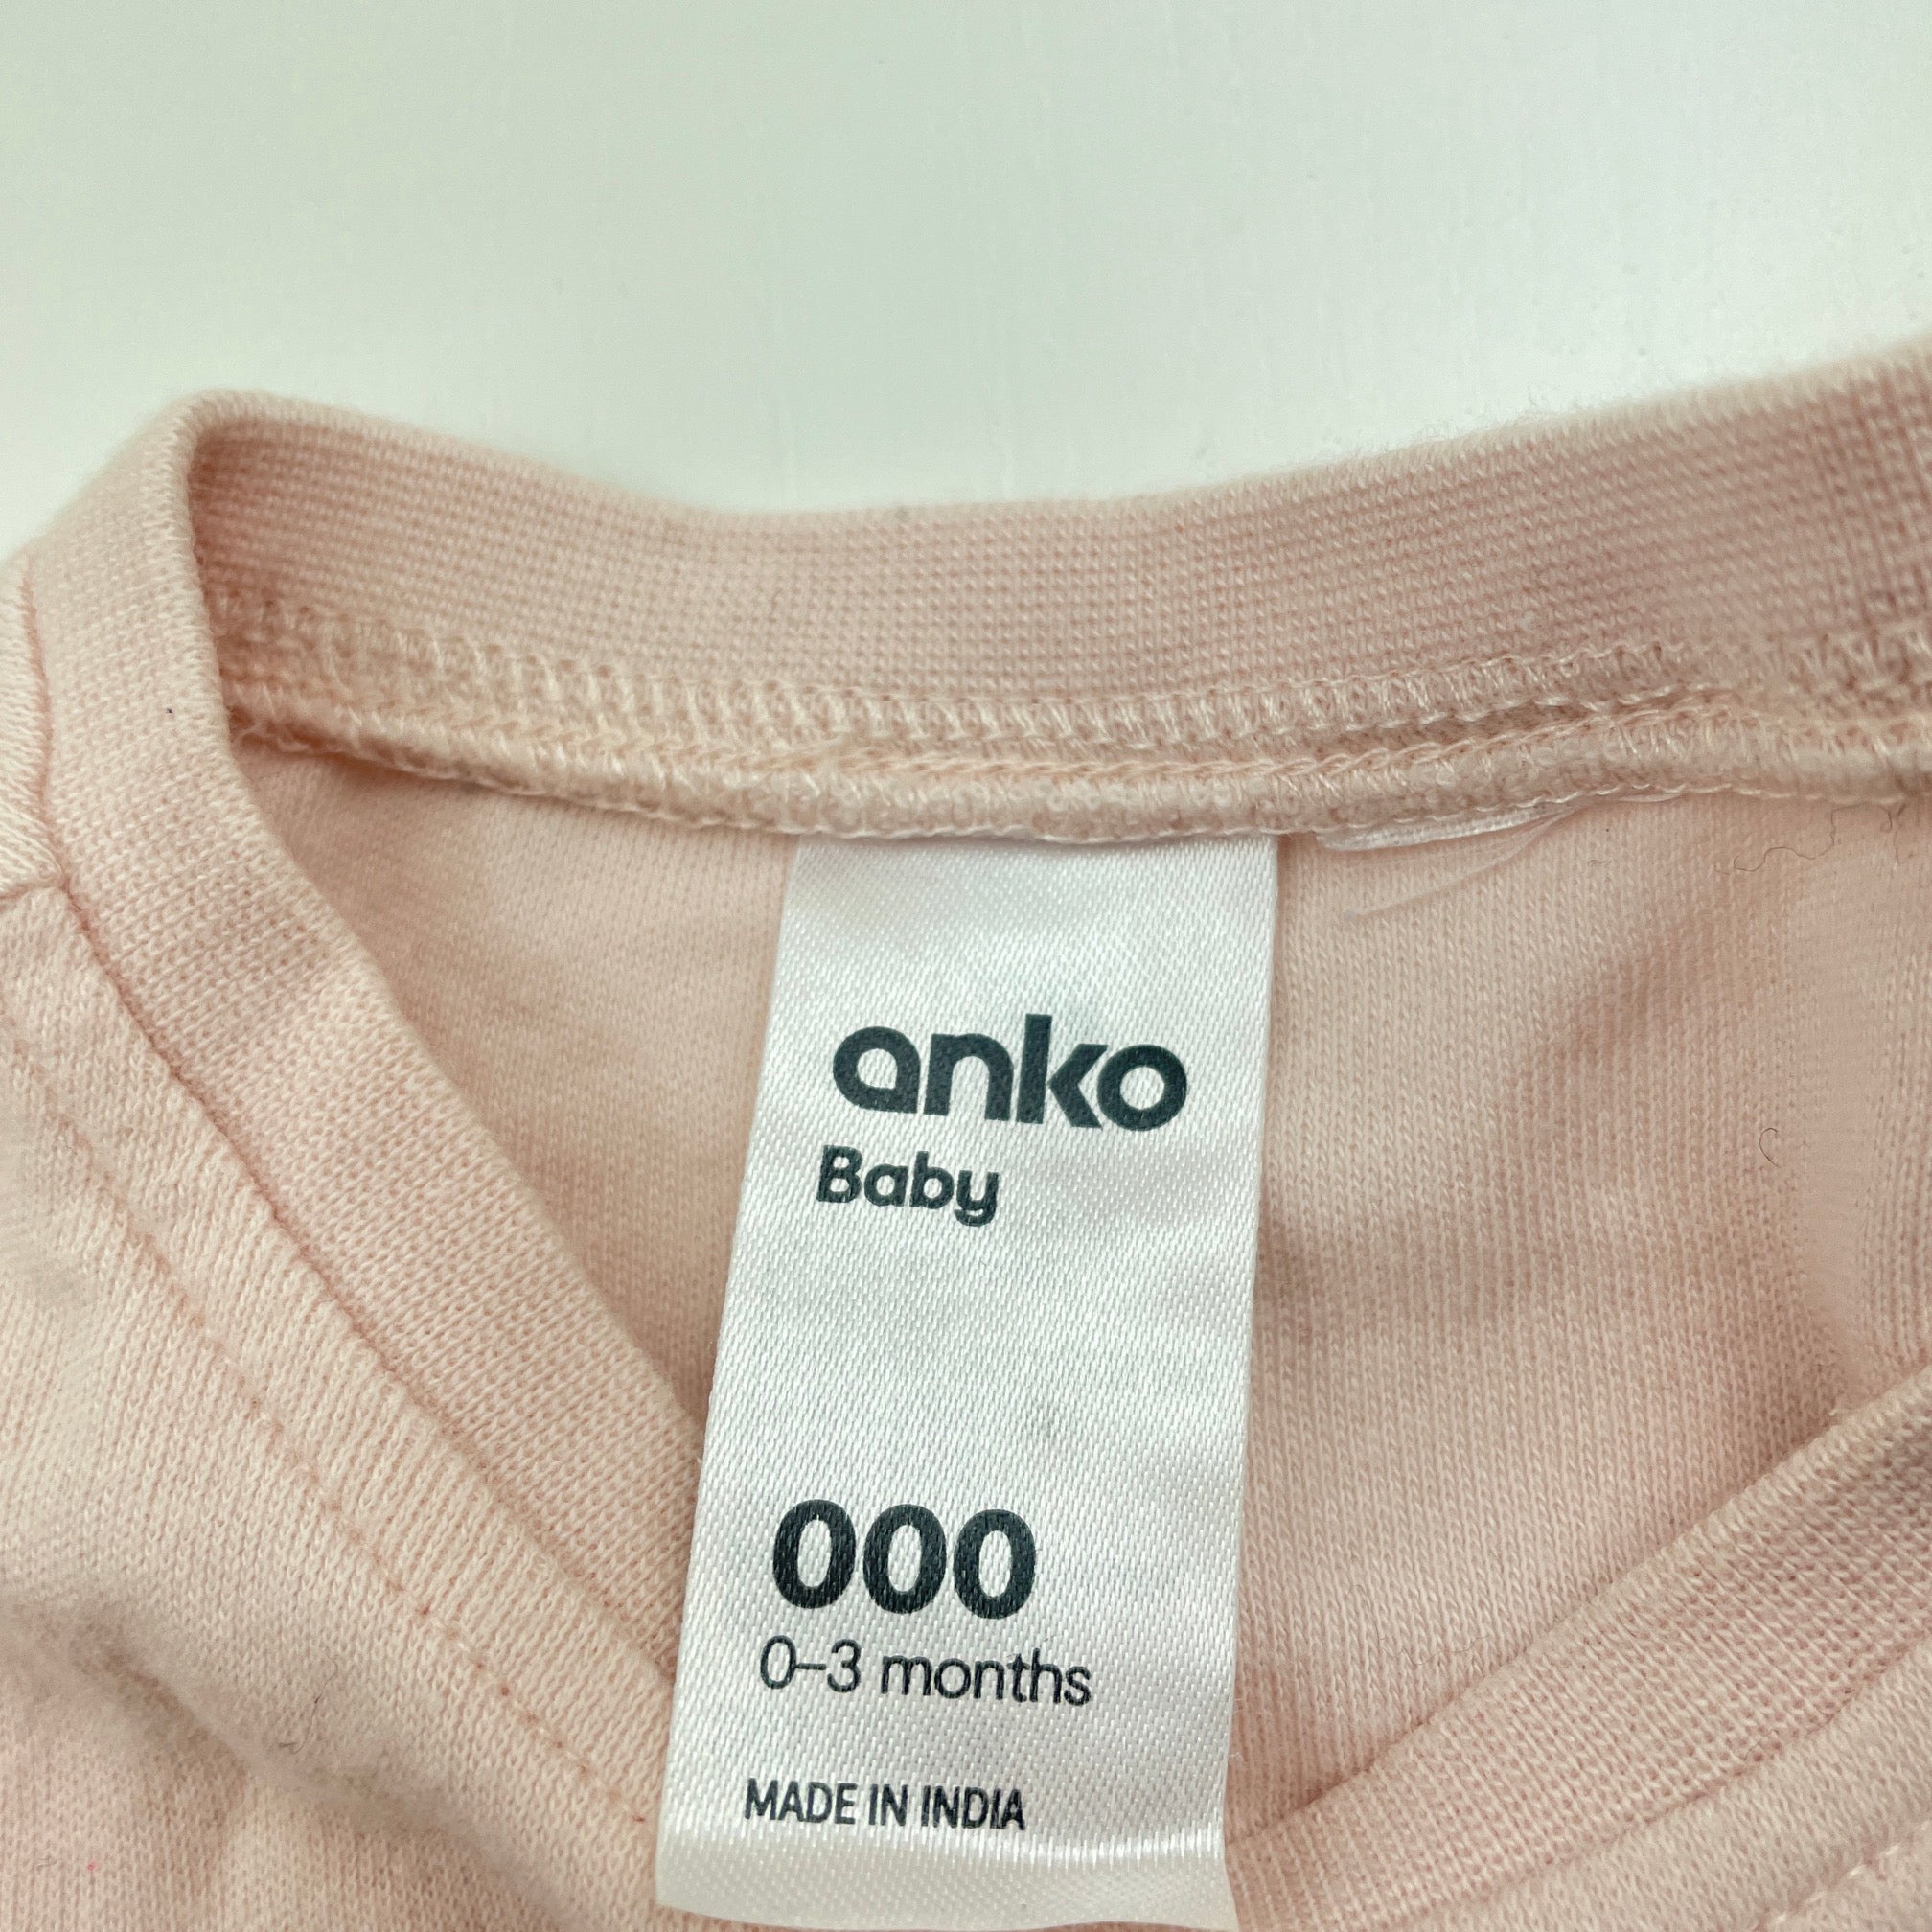 anko
Baby
000
0–3 months
MADE IN INDIA